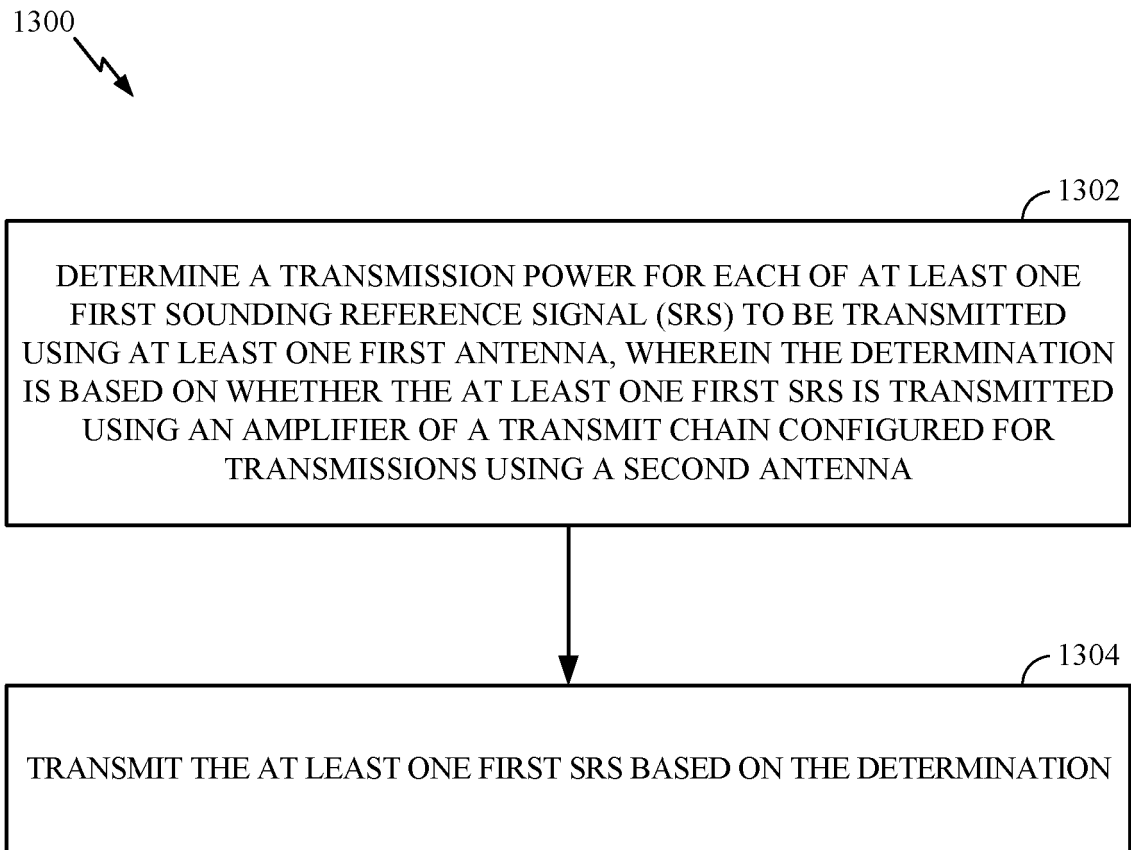 1300
1302
DETERMINE A TRANSMISSION POWER FOR EACH OF AT LEAST ONE
FIRST SOUNDING REFERENCE SIGNAL (SRS) TO BE TRANSMITTED
USING AT LEAST ONE FIRST ANTENNA, WHEREIN THE DETERMINATION
IS BASED ON WHETHER THE AT LEAST ONE FIRST SRS IS TRANSMITTED
USING AN AMPLIFIER OF A TRANSMIT CHAIN CONFIGURED FOR
TRANSMISSIONS USING A SECOND ANTENNA
1304
TRANSMIT THE AT LEAST ONE FIRST SRS BASED ON THE DETERMINATION